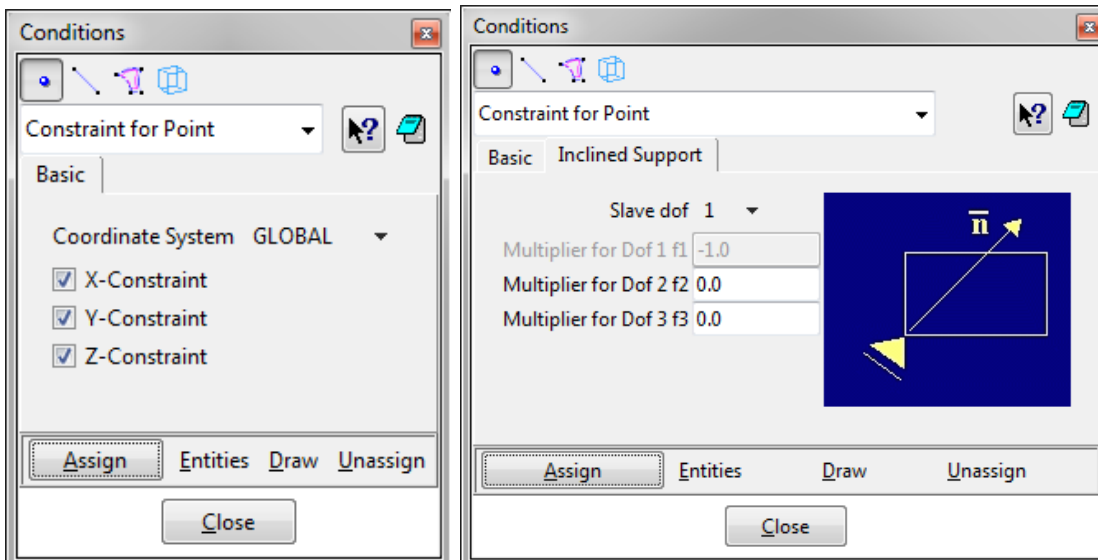 Conditions
Constraint for Point
Basic
Coordinate System GLOBAL
X-Constraint
Y-Constraint
Z-Constraint
Assign Entities Draw Unassign
Close
Conditions
Constraint for Point
Basic Inclined Support
Slave dof 1
Multiplier for Dof 1 f1 -1.0
Multiplier for Dof 2 f2 0.0
Multiplier for Dof 3 f3 0.0
n̅
Assign Entities Draw Unassign
Close